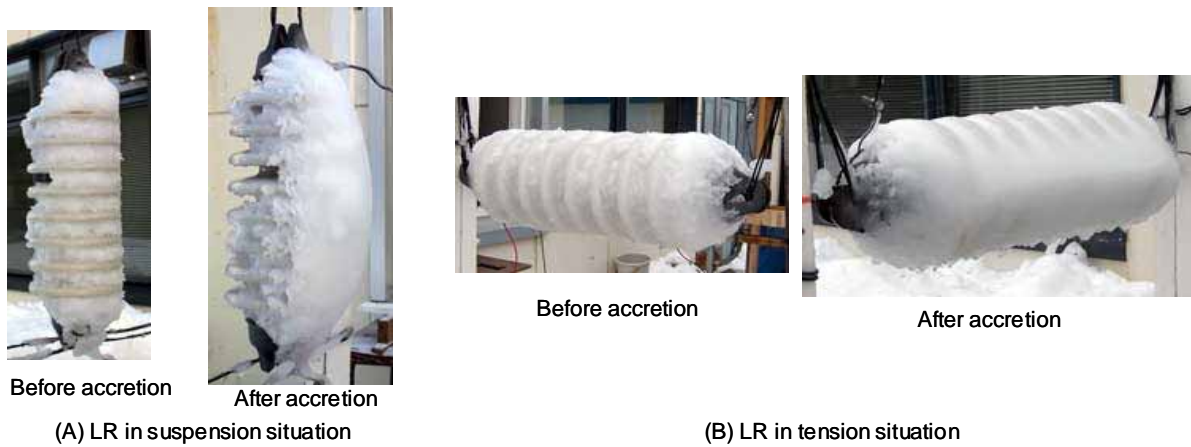 Before accretion
After accretion
(A) LR in suspension situation
Before accretion
After accretion
(B) LR in tension situation